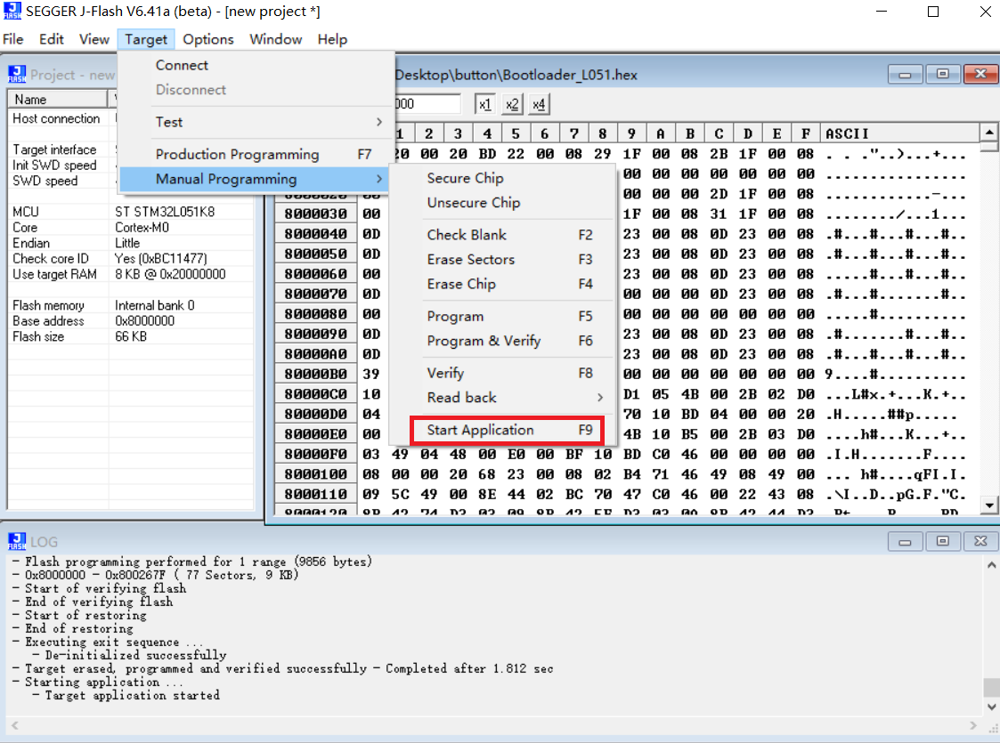 SEGGER J-Flash V6.41a (beta) - [new project *]
File Edit View Target Options Window Help
Project - new
Name
Host connection
Target interface
Init SWD speed
SWD speed
MCU ST STM32L051K8
Core Cortex-M0
Endian Little
Check core ID Yes (0xBC11477)
Use target RAM 8 KB @ 0x20000000
Flash memory Internal bank 0
Base address 0x8000000
Flash size 66 KB
Connect
Disconnect
Test
Production Programming F7
Manual Programming
Secure Chip
Unsecure Chip
Check Blank F2
Erase Sectors F3
Erase Chip F4
Program F5
Program & Verify F6
Verify F8
Read back
Start Application F9
Desktop\button\Bootloader_L051.hex
000 x1 x2 x4
1 2 3 4 5 6 7 8 9 A B C D E F ASCII
20 00 20 BD 22 00 08 29 1F 00 08 2B 1F 00 08 . . ."..)...+...
00 00 00 00 00 00 00 ................
00 00 00 00 2D 1F 00 08 ............-...
8000030 00 1F 00 08 31 1F 00 08 ......../...1...
8000040 0D 23 00 08 0D 23 00 08 .#...#...#...#..
8000050 0D 23 00 08 0D 23 00 08 .#...#...#...#..
8000060 00 23 00 08 0D 23 00 08 .....#...#...#..
8000070 0D 00 00 00 0D 23 00 08 .#...#.......#..
8000080 00 00 00 00 00 00 00 00 .....#..........
8000090 0D 23 00 08 0D 23 00 08 .#.......#...#..
80000A0 0D 23 00 08 0D 23 00 08 .#...#...#...#..
80000B0 39 00 00 00 00 00 00 00 9....#..........
80000C0 10 D1 05 4B 00 2B 02 D0 ...L#x.+...K.+..
80000D0 04 70 10 BD 04 00 00 20 .H.....##p.....
80000E0 00 4B 10 B5 00 2B 03 D0 ....h#...K...+..
80000F0 03 49 04 48 00 E0 00 BF 10 BD C0 46 00 00 00 00 .I.H.......F....
8000100 08 00 00 20 68 23 00 08 02 B4 71 46 49 08 49 00 ... h#....qFI.I.
8000110 09 5C 49 00 8E 44 02 BC 70 47 C0 46 00 22 43 08 .\I..D..pG.F."C.
LOG
- Flash programming performed for 1 range (9856 bytes)
- 0x8000000 - 0x800267F ( 77 Sectors, 9 KB)
- Start of verifying flash
- End of verifying flash
- Start of restoring
- End of restoring
- Executing exit sequence ...
- De-initialized successfully
- Target erased, programmed and verified successfully - Completed after 1.812 sec
- Starting application ...
- Target application started